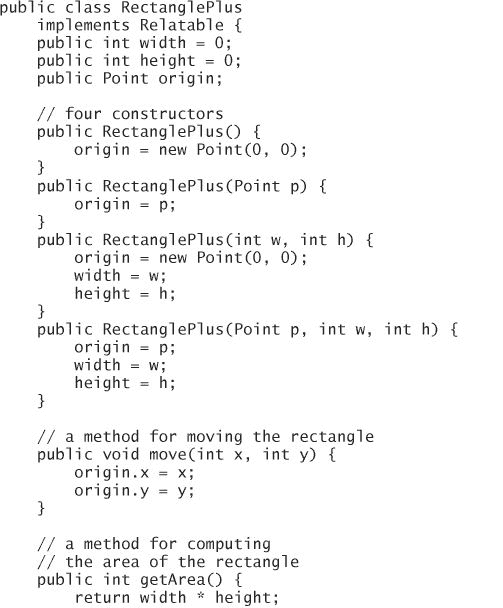 public class RectanglePlus
    implements Relatable {
    public int width = 0;
    public int height = 0;
    public Point origin;

    // four constructors
    public RectanglePlus() {
        origin = new Point(0, 0);
    }
    public RectanglePlus(Point p) {
        origin = p;
    }
    public RectanglePlus(int w, int h) {
        origin = new Point(0, 0);
        width = w;
        height = h;
    }
    public RectanglePlus(Point p, int w, int h) {
        origin = p;
        width = w;
        height = h;
    }

    // a method for moving the rectangle
    public void move(int x, int y) {
        origin.x = x;
        origin.y = y;
    }

    // a method for computing
    // the area of the rectangle
    public int getArea() {
        return width * height;